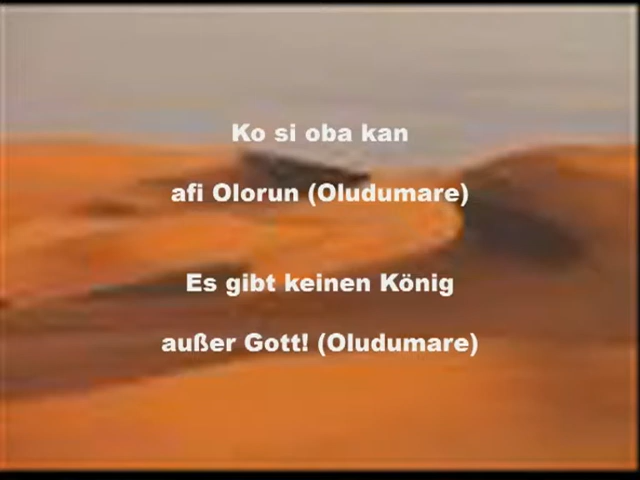 Ko si oba kan
afi Olorun (Oludumare)
Es gibt keinen König
außer Gott! (Oludumare)